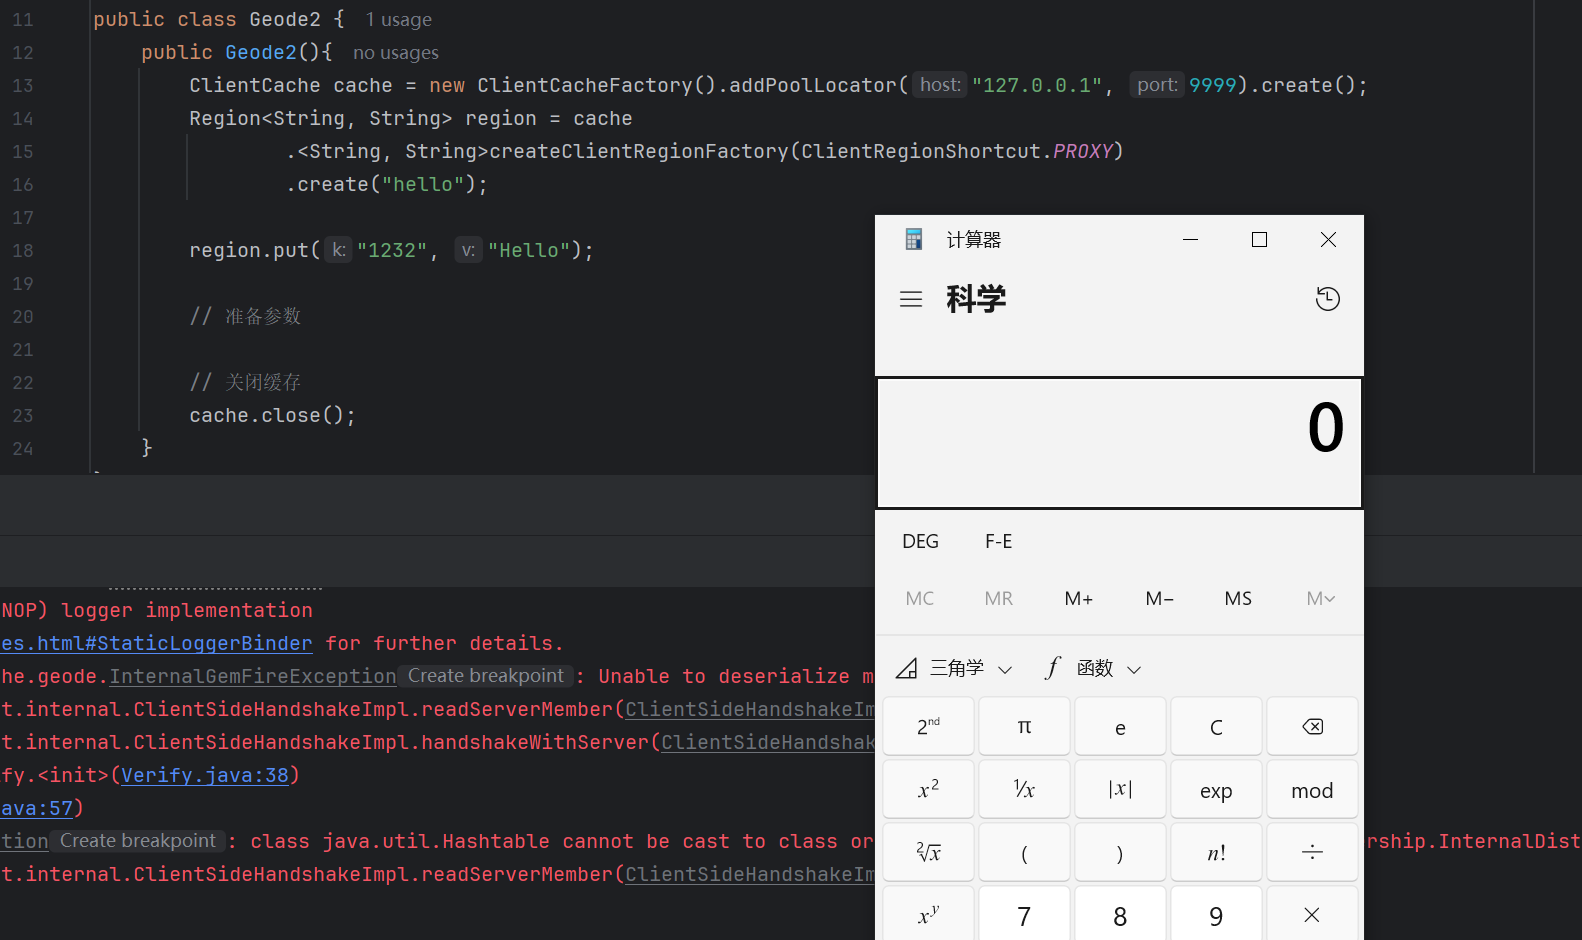 11 public class Geode2 { 1 usage
12 public Geode2(){ no usages
13 ClientCache cache = new ClientCacheFactory().addPoolLocator( host: "127.0.0.1", port: 9999).create();
14 Region<String, String> region = cache
15 .<String, String>createClientRegionFactory(ClientRegionShortcut.PROXY)
16 .create("hello");
17
18 region.put( k: "1232", v: "Hello");
19
20 // 准备参数
21
22 // 关闭缓存
23 cache.close();
24 }
NOP) logger implementation
es.html#StaticLoggerBinder for further details.
he.geode.InternalGemFireException Create breakpoint : Unable to deserialize m
t.internal.ClientSideHandshakeImpl.readServerMember(ClientSideHandshakeIm
t.internal.ClientSideHandshakeImpl.handshakeWithServer(ClientSideHandshak
fy.<init>(Verify.java:38)
ava:57)
tion Create breakpoint : class java.util.Hashtable cannot be cast to class or rship.InternalDist
t.internal.ClientSideHandshakeImpl.readServerMember(ClientSideHandshakeIm
计算器
科学
0
DEG F-E
MC MR M+ M− MS M
三角学 f 函数
2nd π e C
x² ¹/x |x| exp mod
²√x ( ) n! ÷
xʸ 7 8 9 ×